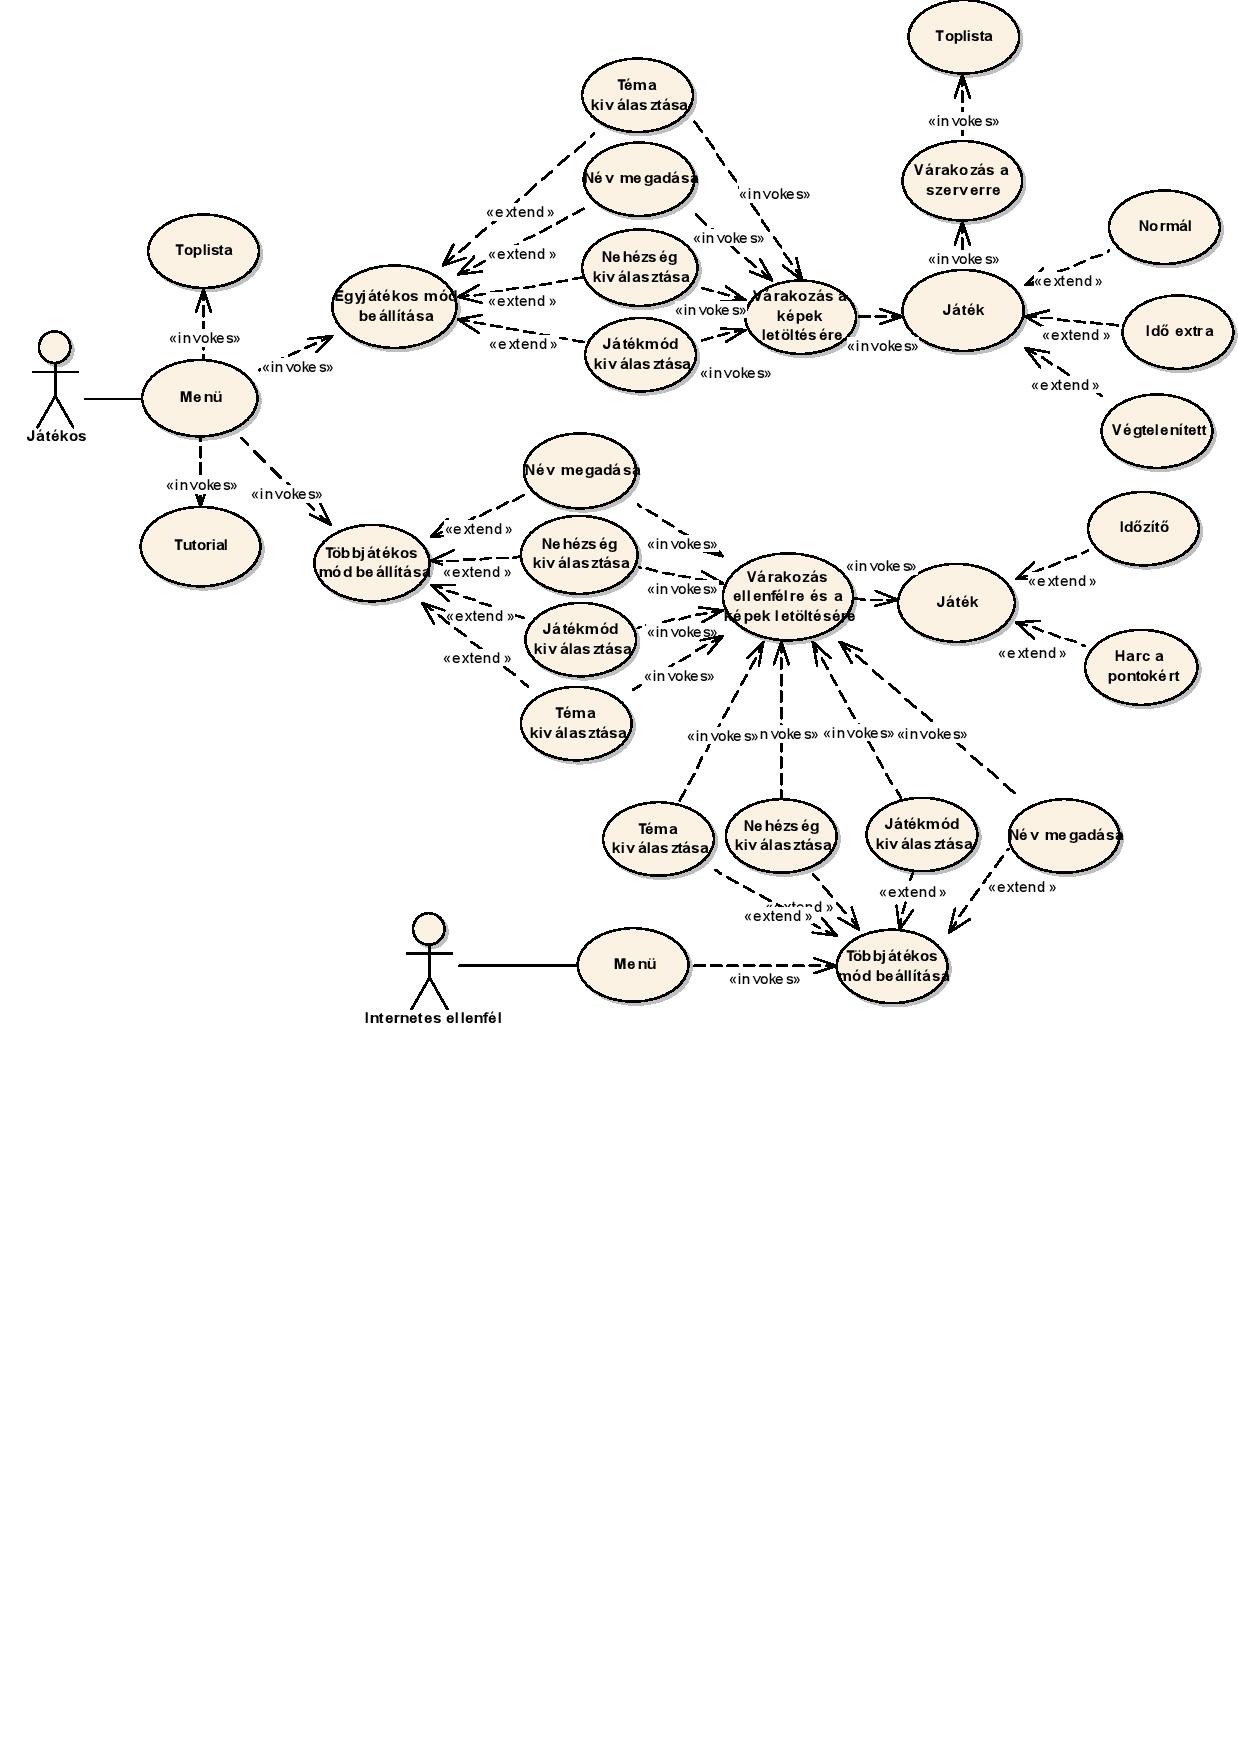 Toplista
«invokes»
Várakozás a
szerverre
«invokes»
Téma
kiválasztása
Név megadása
Nehézség
kiválasztása
Játékmód
kiválasztása
«extend»
«extend»
«extend»
«extend»
«invokes»
«invokes»
«invokes»
«invokes»
Toplista
«invokes»
Egyjátékos mód
beállítása
«invokes»
Várakozás a
képek
letöltésére
«invokes»
Játék
«extend»
Normál
«extend»
Idő extra
«extend»
Végtelenített
Menü
Játékos
«invokes»
Tutorial
«invokes»
Többjátékos
mód beállítása
Név megadása
Nehézség
kiválasztása
Játékmód
kiválasztása
Téma
kiválasztása
«extend»
«extend»
«extend»
«extend»
«invokes»
«invokes»
«invokes»
«invokes»
Várakozás
ellenfélre és a
képek letöltésére
«invokes»
Játék
Időzítő
«extend»
«extend»
Harc a
pontokért
«invokes»
nvokes»
«invokes»
«invokes»
Téma
kiválasztása
Nehézség
kiválasztása
Játékmód
kiválasztása
Név megadása
«extend»
«extend»
«extend»
«extend»
Internetes ellenfél
Menü
«invokes»
Többjátékos
mód beállítása